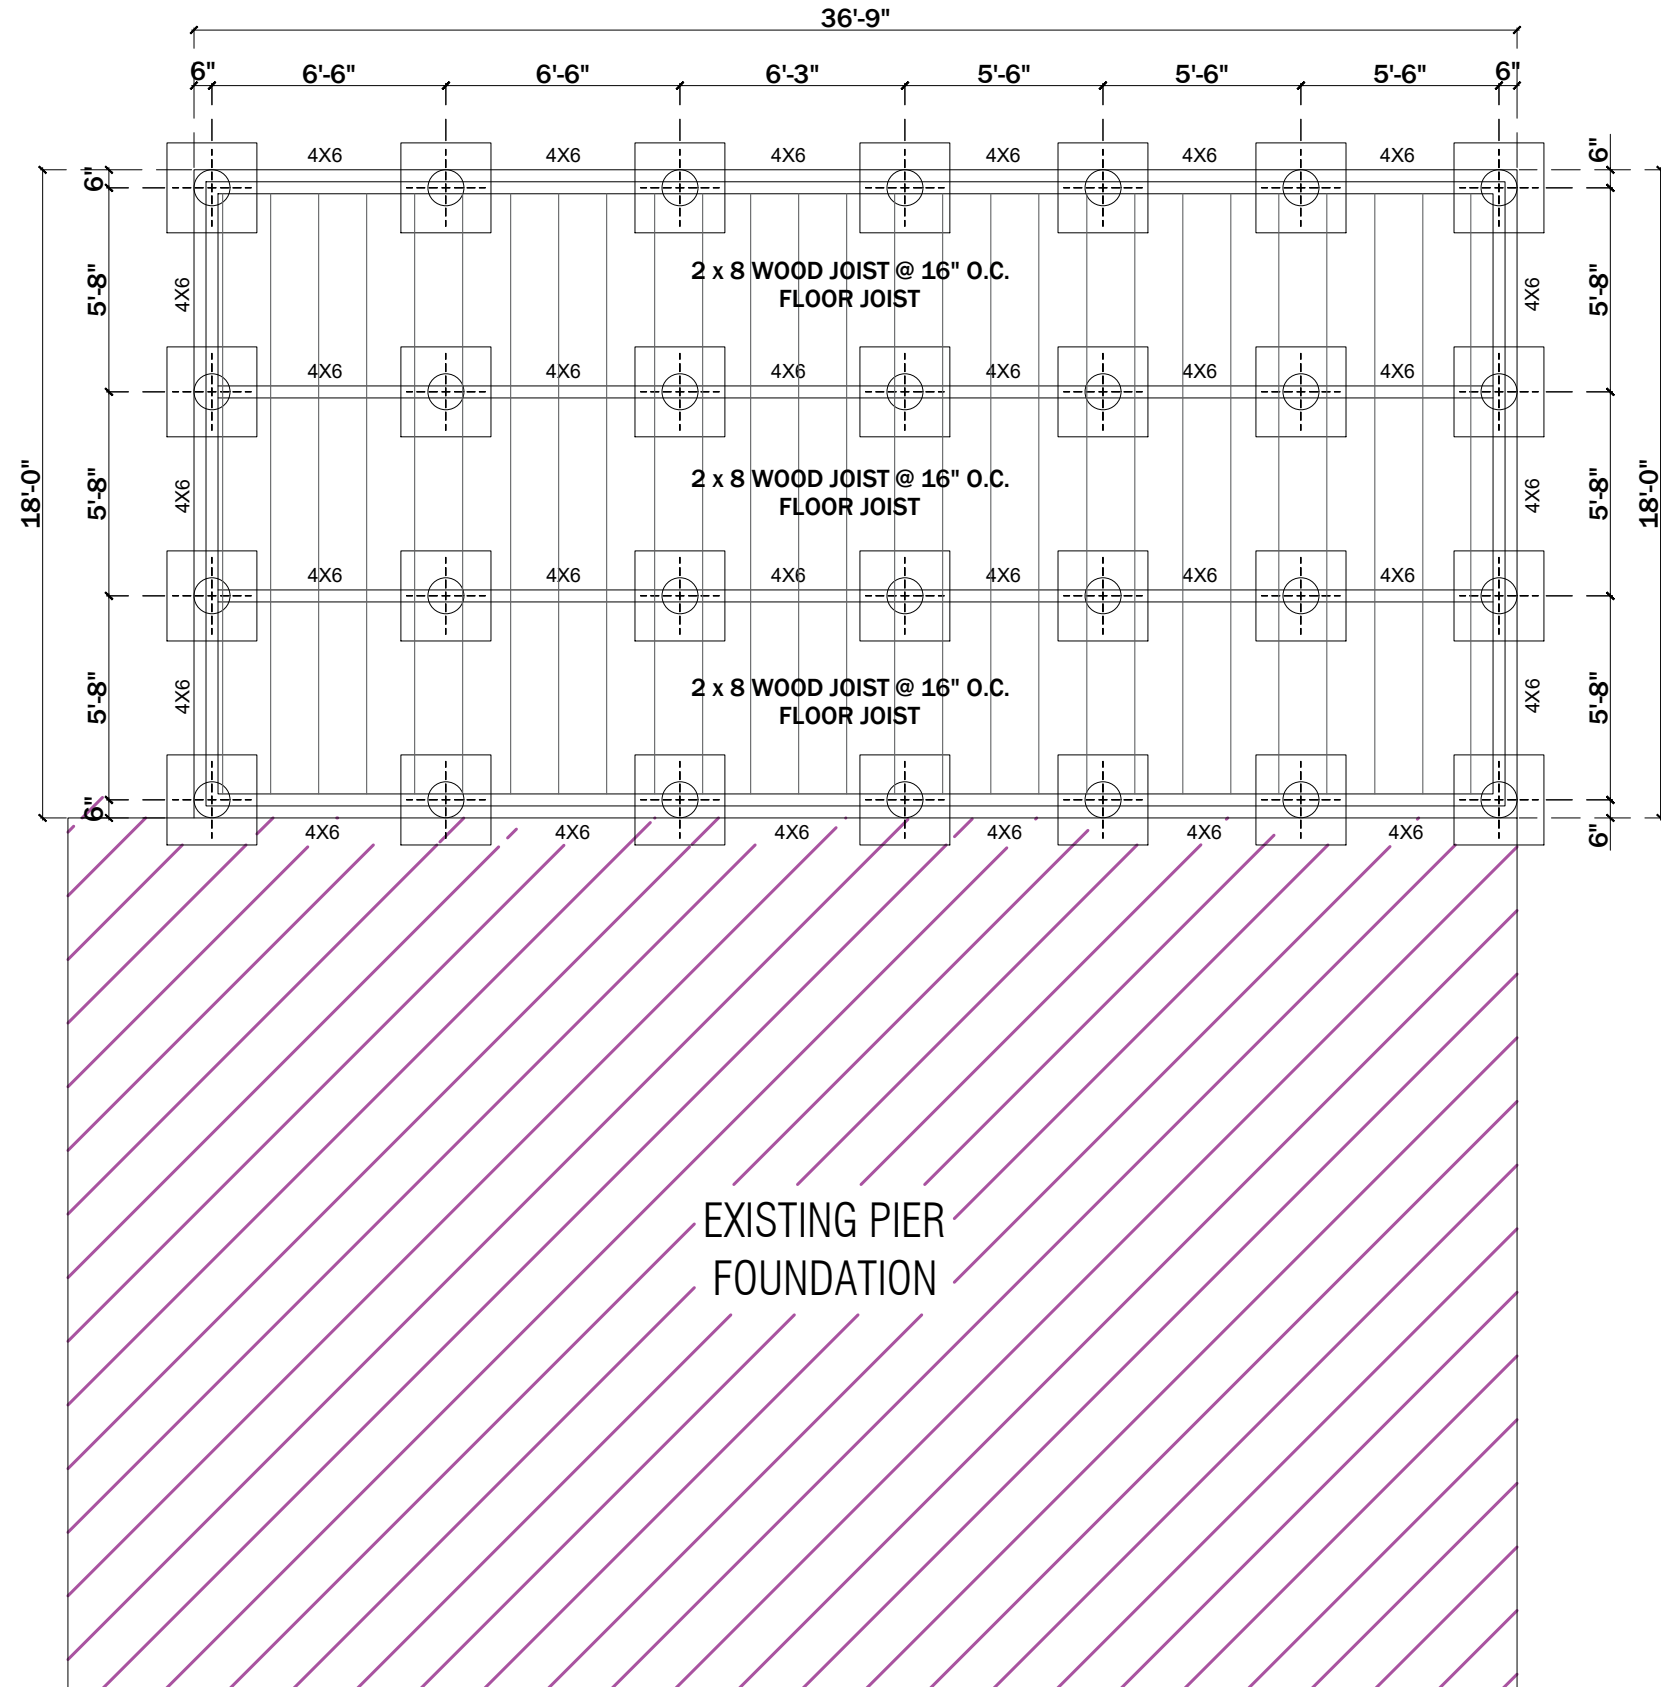 36'-9"
6" 6'-6" 6'-6" 6'-3" 5'-6" 5'-6" 5'-6" 6"
4X6 4X6 4X6 4X6 4X6 4X6
6" 6"
2 x 8 WOOD JOIST @ 16" O.C.
FLOOR JOIST
5'-8" 4X6 4X6 5'-8"
4X6 4X6 4X6 4X6 4X6 4X6
2 x 8 WOOD JOIST @ 16" O.C.
FLOOR JOIST
18'-0" 5'-8" 4X6 4X6 5'-8" 18'-0"
4X6 4X6 4X6 4X6 4X6 4X6
2 x 8 WOOD JOIST @ 16" O.C.
FLOOR JOIST
5'-8" 4X6 4X6 5'-8"
6" 6"
4X6 4X6 4X6 4X6 4X6 4X6
EXISTING PIER
FOUNDATION